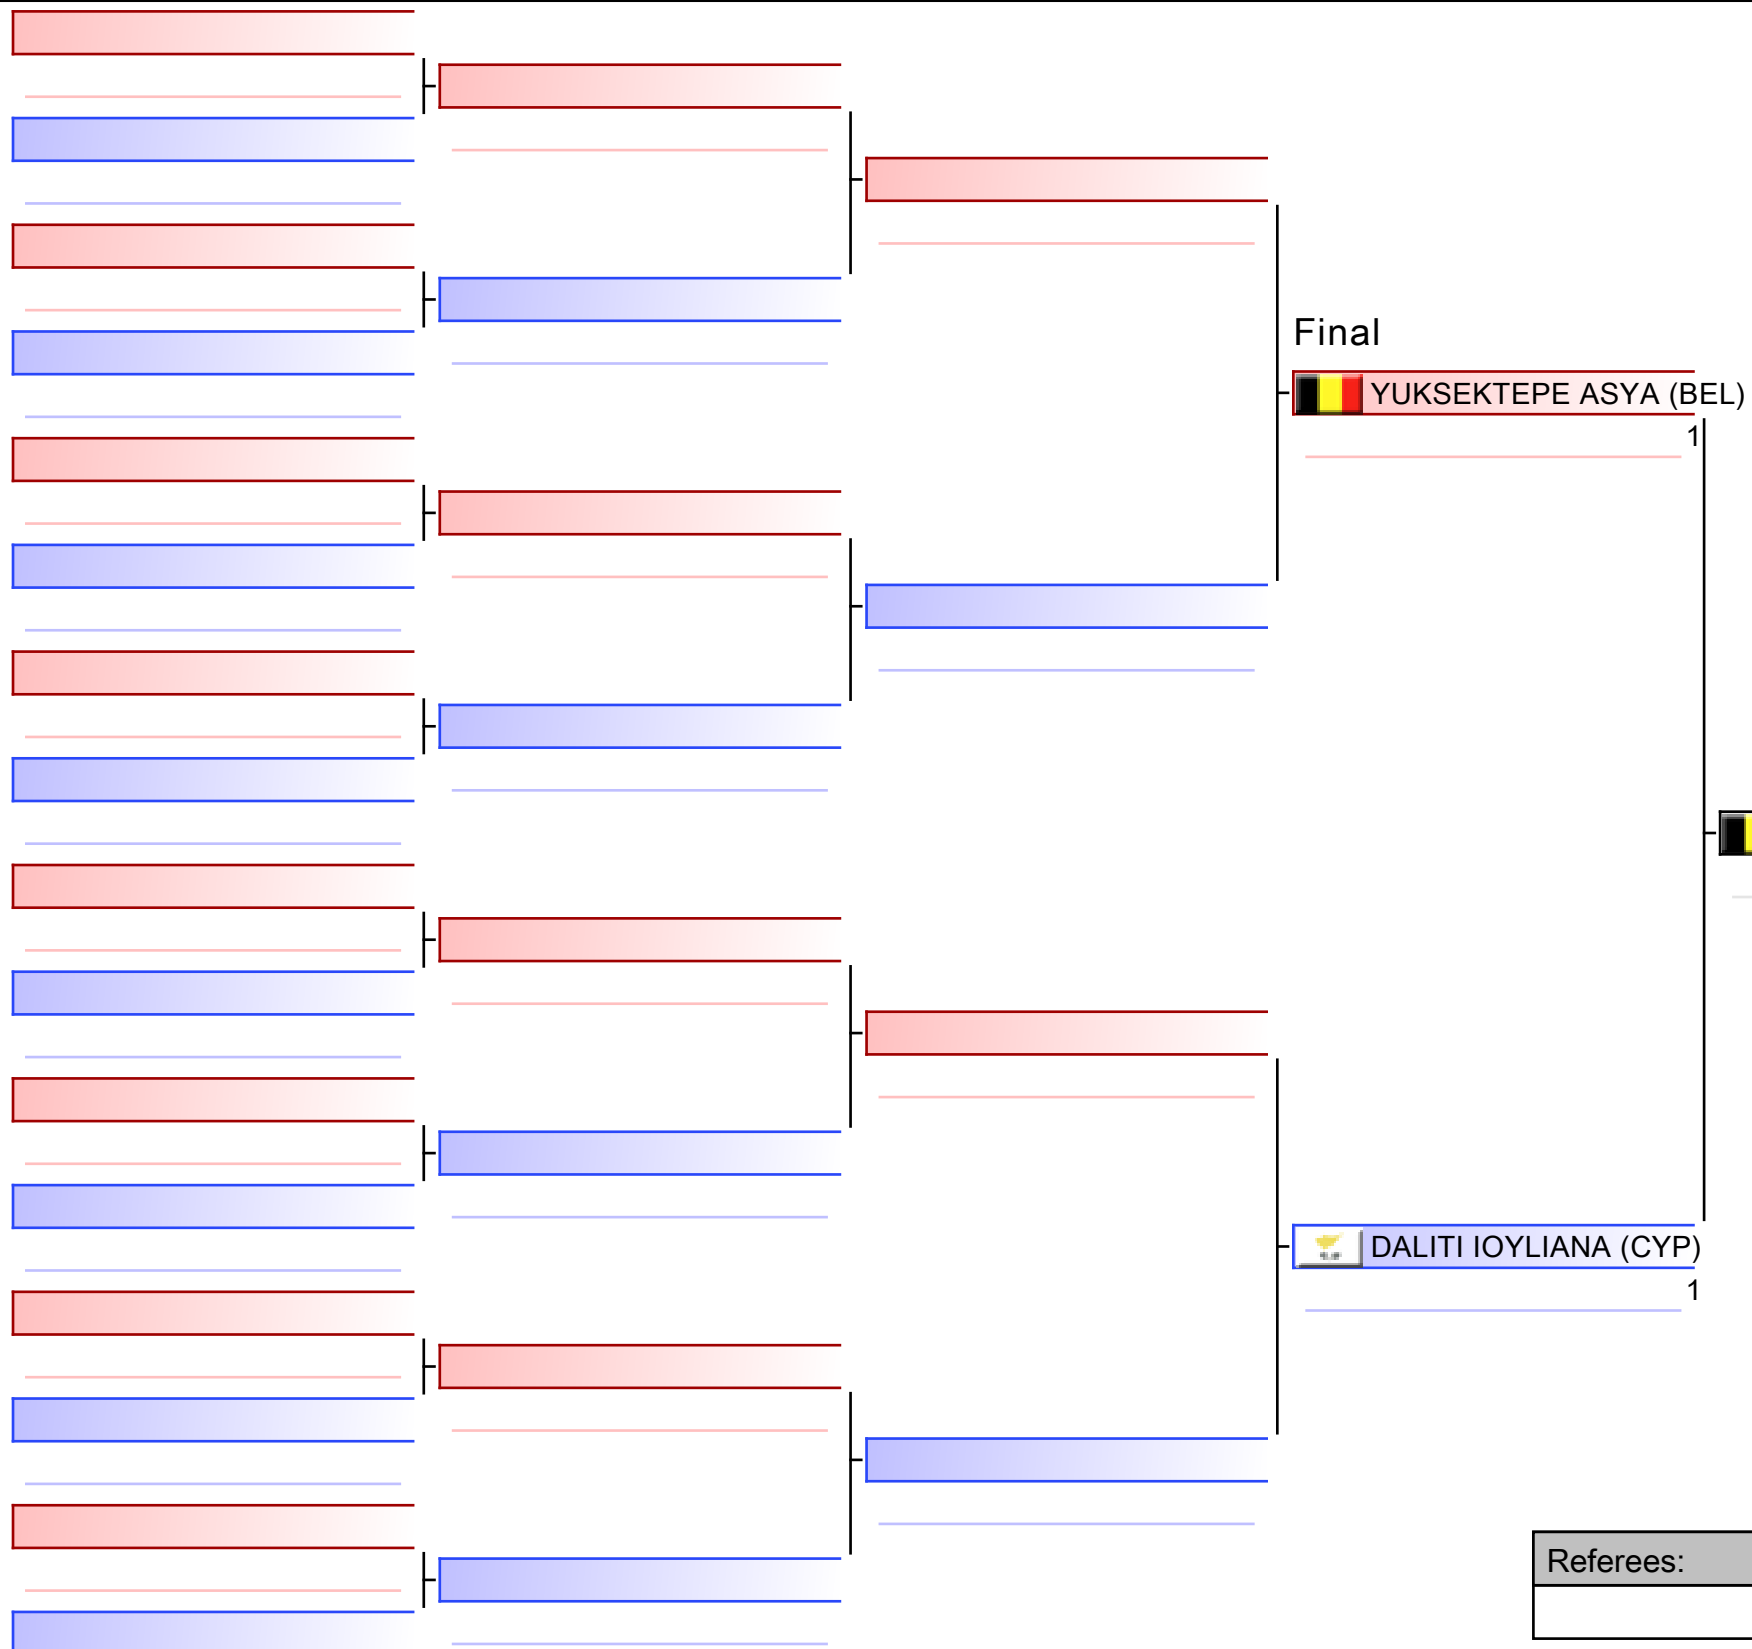 Final
YUKSEKTEPE ASYA (BEL)
1
DALITI IOYLIANA (CYP)
1
Referees: